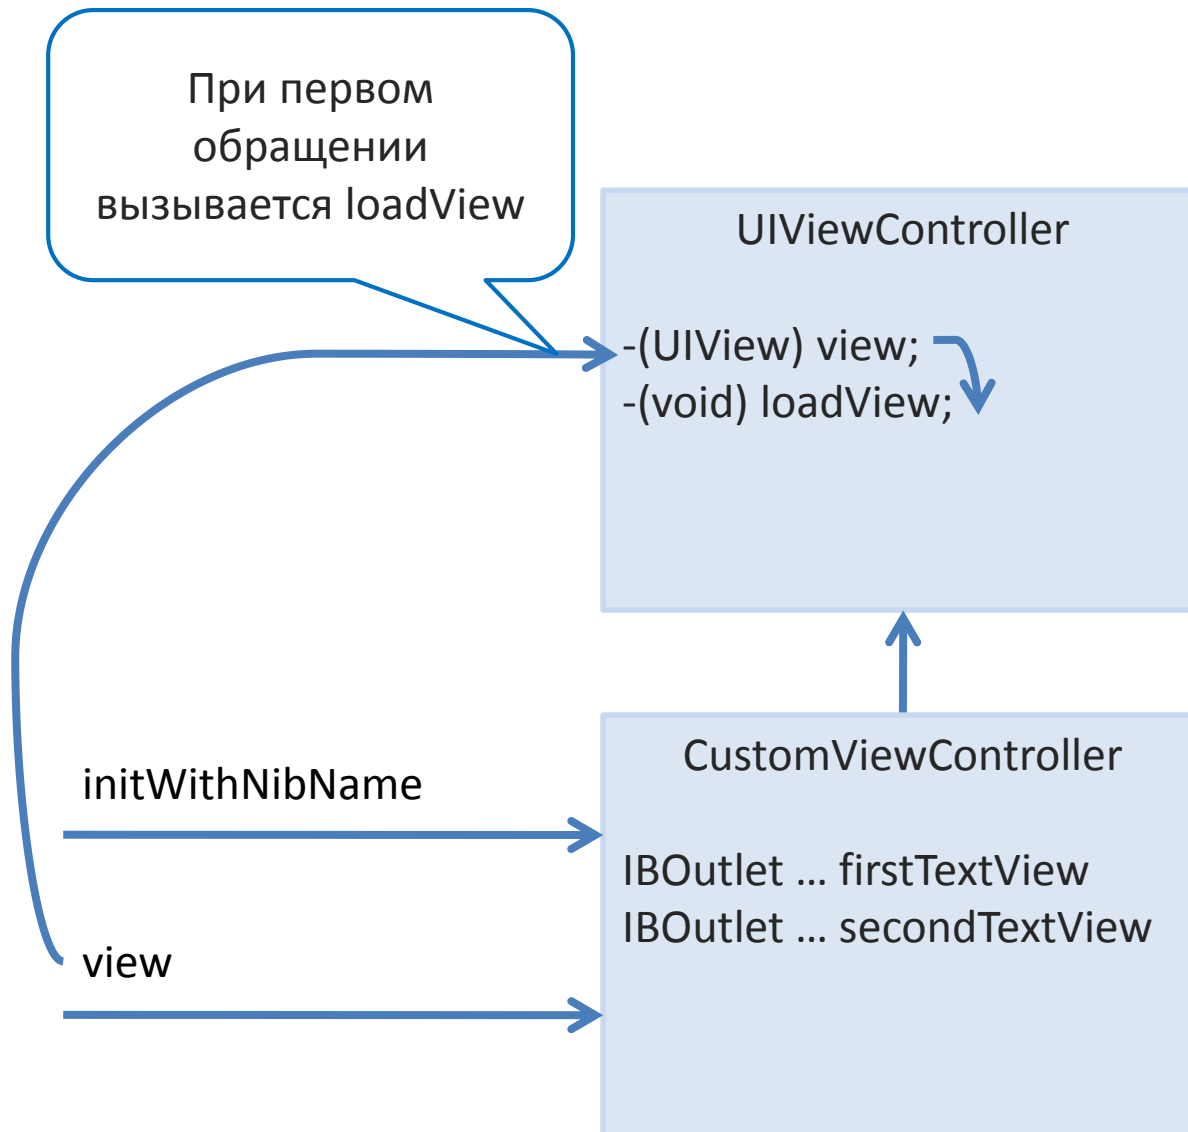 При первом
обращении
вызывается loadView
UIViewController
-(UIView) view;
-(void) loadView;
CustomViewController
initWithNibName
IBOutlet ... firstTextView
IBOutlet ... secondTextView
view